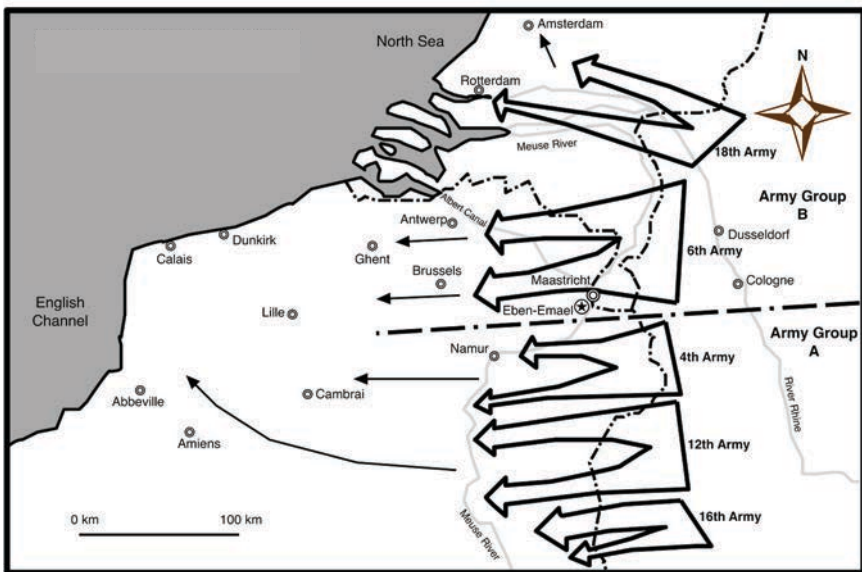 Amsterdam
North Sea
N
Rotterdam
18th Army
Meuse River
Army Group
B
Albert Canal
Antwerp
Dunkirk
Calais
Ghent
Dusseldorf
6th Army
Brussels
Maastricht
Cologne
English
Channel
Eben-Emael
Lille
Army Group
A
Namur
4th Army
Abbeville
Cambrai
River Rhine
Amiens
12th Army
0 km
100 km
16th Army
Meuse River